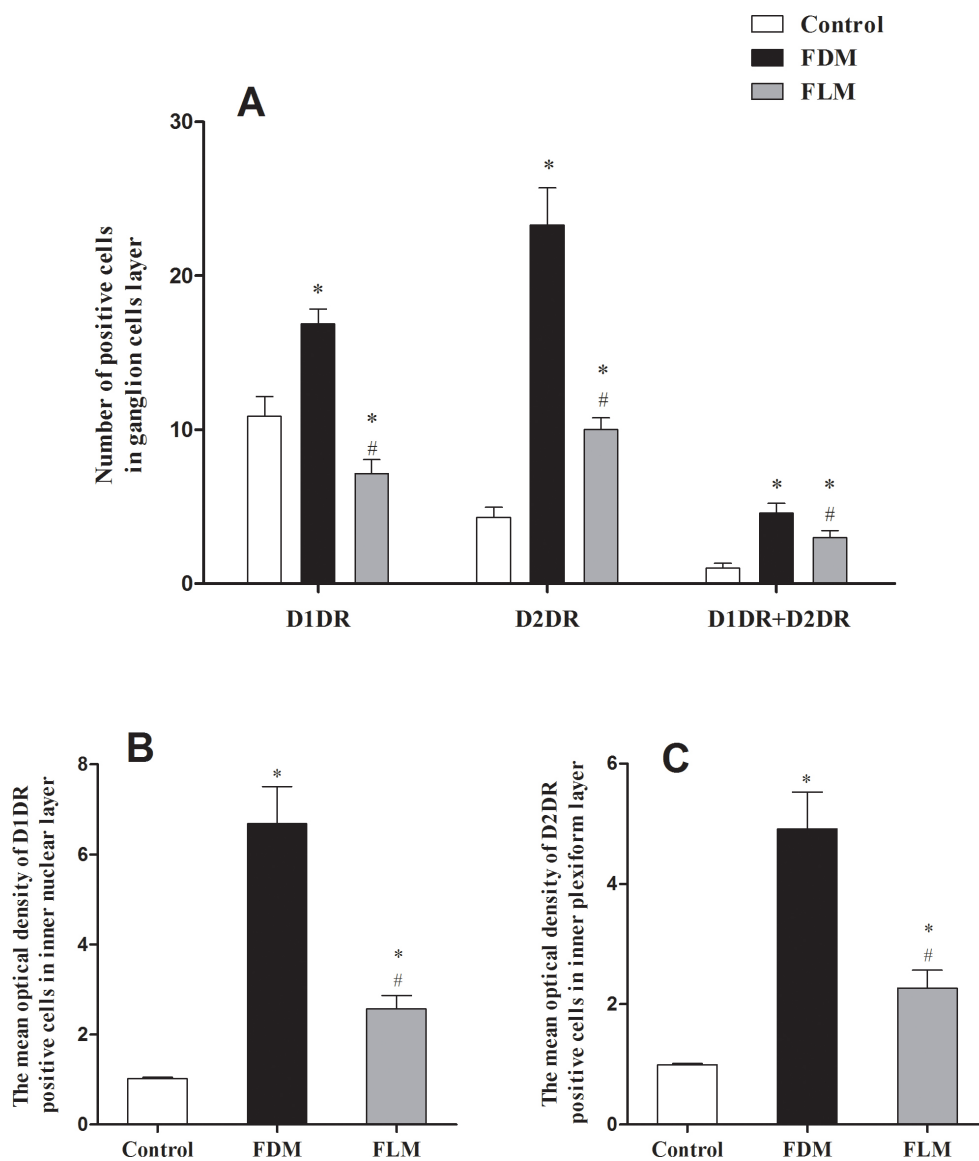 Control
FDM
FLM
A
Number of positive cells
in ganglion cells layer
30
20
10
0
*
*
#
*
*
#
*
*
#
D1DR
D2DR
D1DR+D2DR
B
The mean optical density of D1DR
positive cells in inner nuclear layer
8
6
4
2
0
*
*
#
Control
FDM
FLM
C
The mean optical density of D2DR
positive cells in inner plexiform layer
6
4
2
0
*
*
#
Control
FDM
FLM